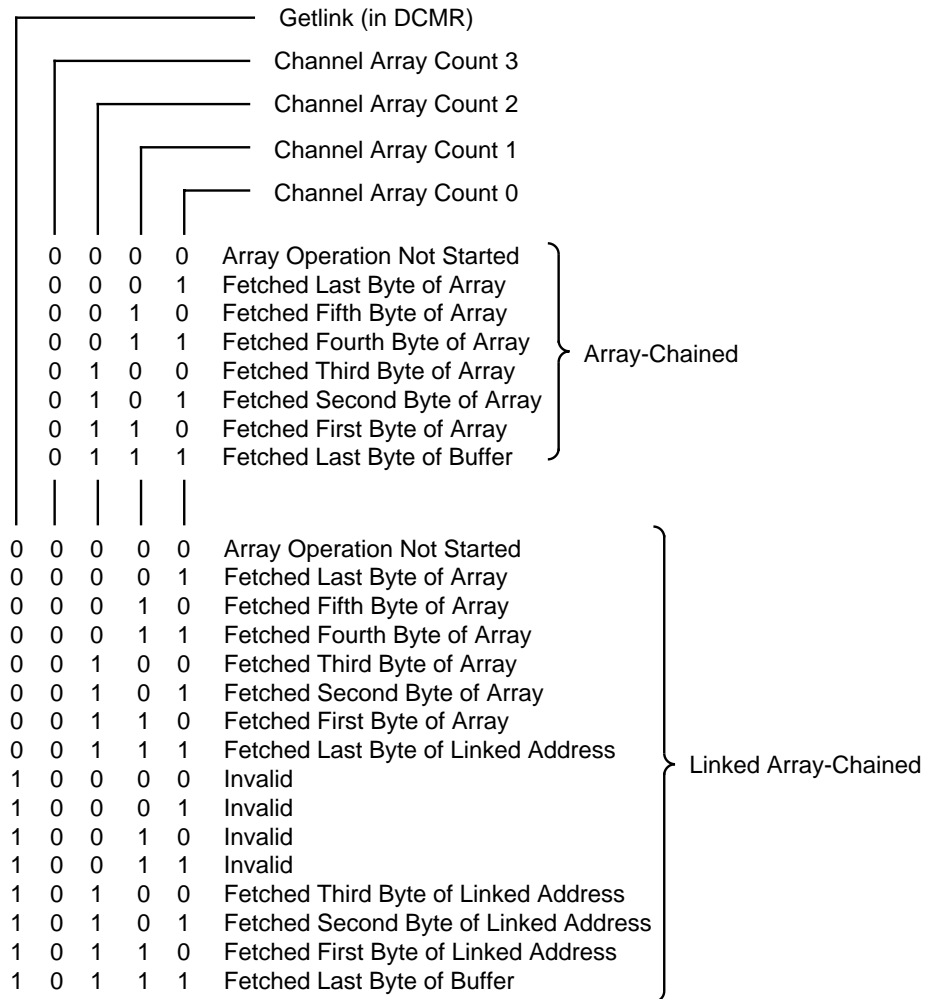 Getlink (in DCMR)
Channel Array Count 3
Channel Array Count 2
Channel Array Count 1
Channel Array Count 0
0 0 0 0 Array Operation Not Started
0 0 0 1 Fetched Last Byte of Array
0 0 1 0 Fetched Fifth Byte of Array
0 0 1 1 Fetched Fourth Byte of Array
0 1 0 0 Fetched Third Byte of Array
0 1 0 1 Fetched Second Byte of Array
0 1 1 0 Fetched First Byte of Array
0 1 1 1 Fetched Last Byte of Buffer
Array-Chained
0 0 0 0 0 Array Operation Not Started
0 0 0 0 1 Fetched Last Byte of Array
0 0 0 1 0 Fetched Fifth Byte of Array
0 0 0 1 1 Fetched Fourth Byte of Array
0 0 1 0 0 Fetched Third Byte of Array
0 0 1 0 1 Fetched Second Byte of Array
0 0 1 1 0 Fetched First Byte of Array
0 0 1 1 1 Fetched Last Byte of Linked Address
1 0 0 0 0 Invalid
1 0 0 0 1 Invalid
1 0 0 1 0 Invalid
1 0 0 1 1 Invalid
1 0 1 0 0 Fetched Third Byte of Linked Address
1 0 1 0 1 Fetched Second Byte of Linked Address
1 0 1 1 0 Fetched First Byte of Linked Address
1 0 1 1 1 Fetched Last Byte of Buffer
Linked Array-Chained